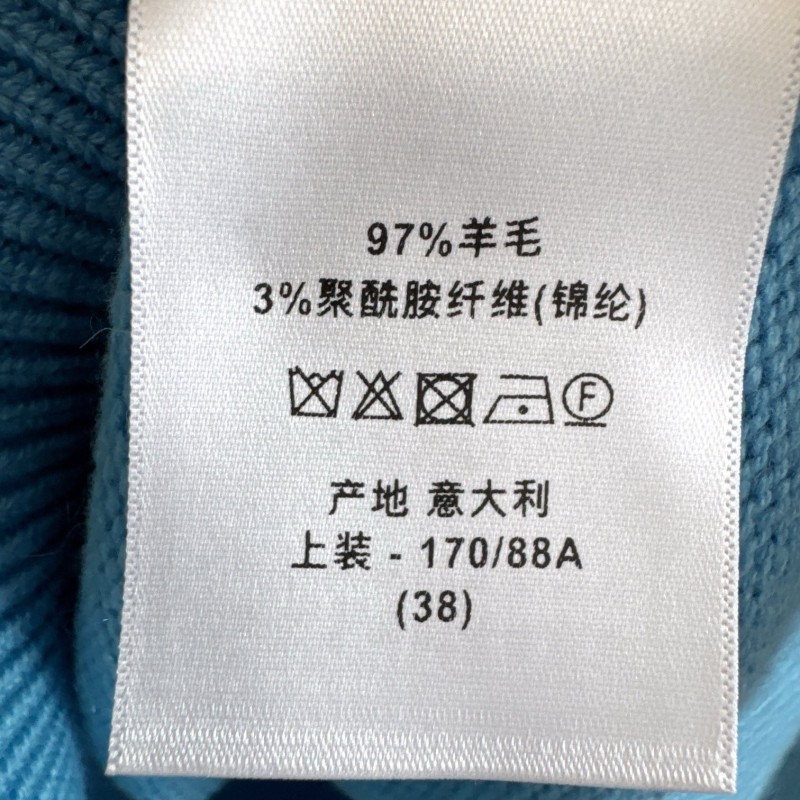 97%羊毛
3%聚酰胺纤维(锦纶)
F
产地 意大利
上装 - 170/88A
(38)